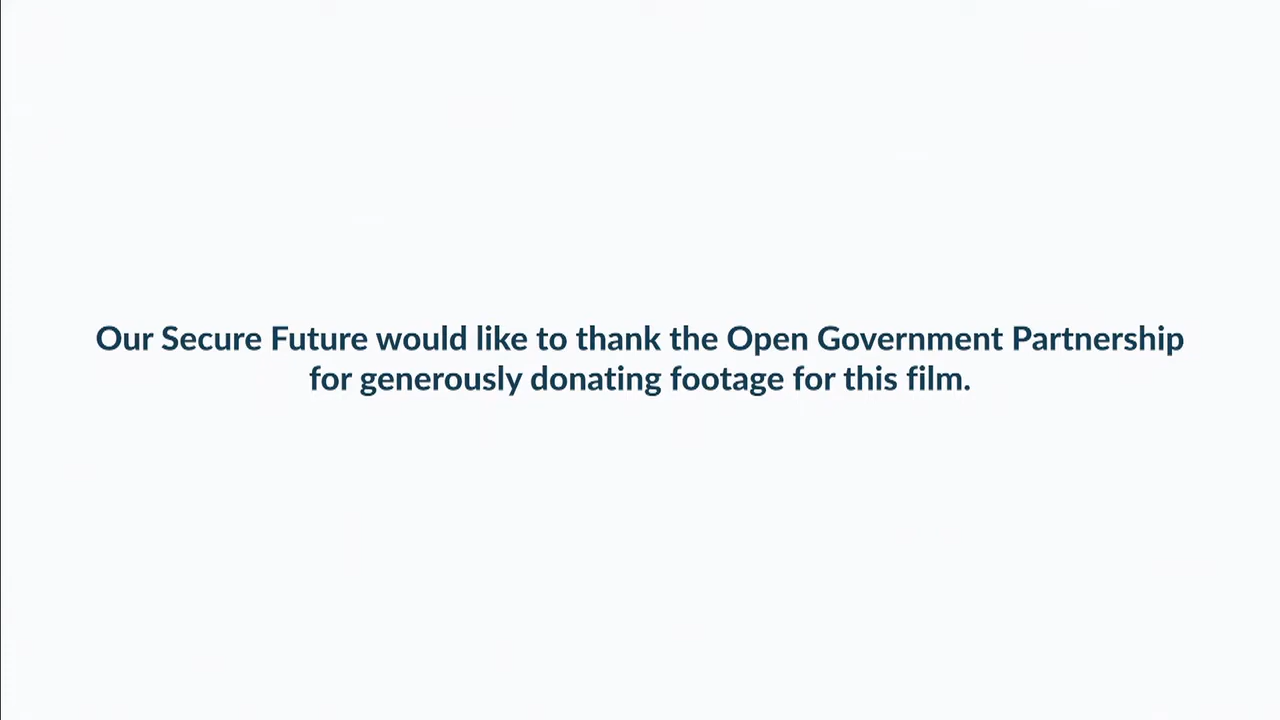 Our Secure Future would like to thank the Open Government Partnership
for generously donating footage for this film.